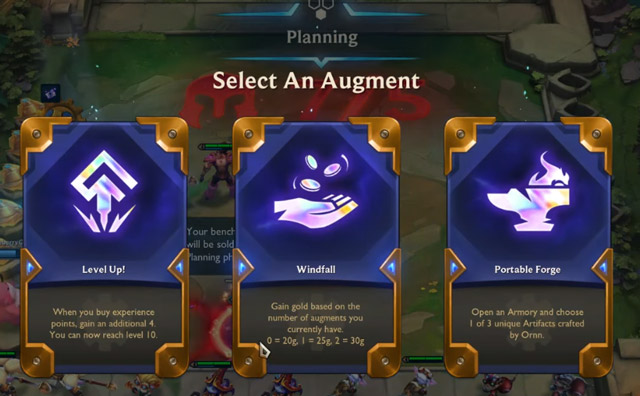 Planning
Select An Augment
Your bench
will be sold
Planning ph
Level Up!
When you buy experience
points, gain an additional 4.
You can now reach level 10.
Windfall
Gain gold based on the
number of augments you
currently have.
0 = 20g, 1 = 25g, 2 = 30g
Portable Forge
Open an Armory and choose
1 of 3 unique Artifacts crafted
by Ornn.